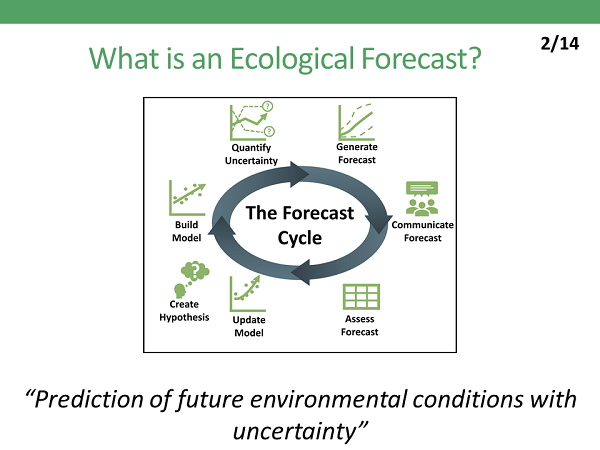 2/14
What is an Ecological Forecast?
?
?
Quantify
Uncertainty
Generate
Forecast
Build
Model
The Forecast
Cycle
Communicate
Forecast
?
Create
Hypothesis
Update
Model
Assess
Forecast
“Prediction of future environmental conditions with
uncertainty”